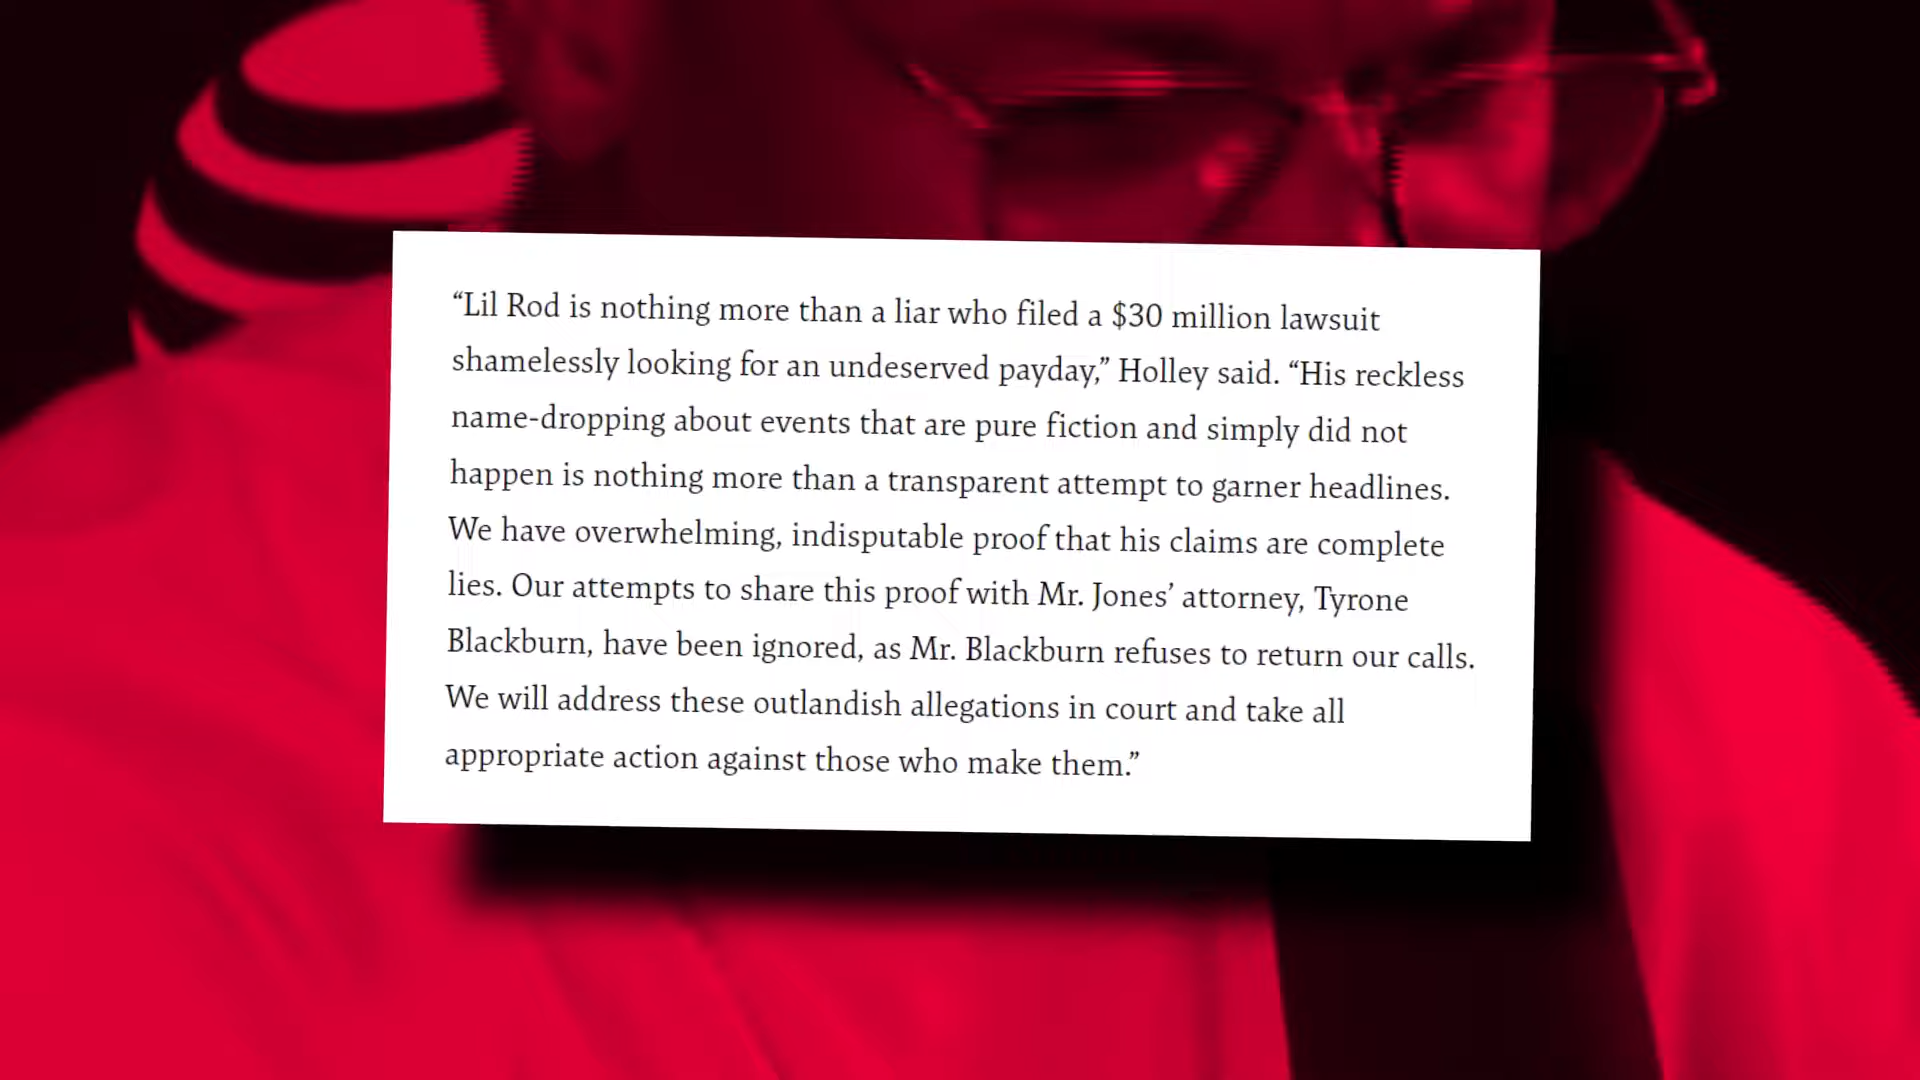 “Lil Rod is nothing more than a liar who filed a $30 million lawsuit
shamelessly looking for an undeserved payday,” Holley said. “His reckless
name-dropping about events that are pure fiction and simply did not
happen is nothing more than a transparent attempt to garner headlines.
We have overwhelming, indisputable proof that his claims are complete
lies. Our attempts to share this proof with Mr. Jones’ attorney, Tyrone
Blackburn, have been ignored, as Mr. Blackburn refuses to return our calls.
We will address these outlandish allegations in court and take all
appropriate action against those who make them.”